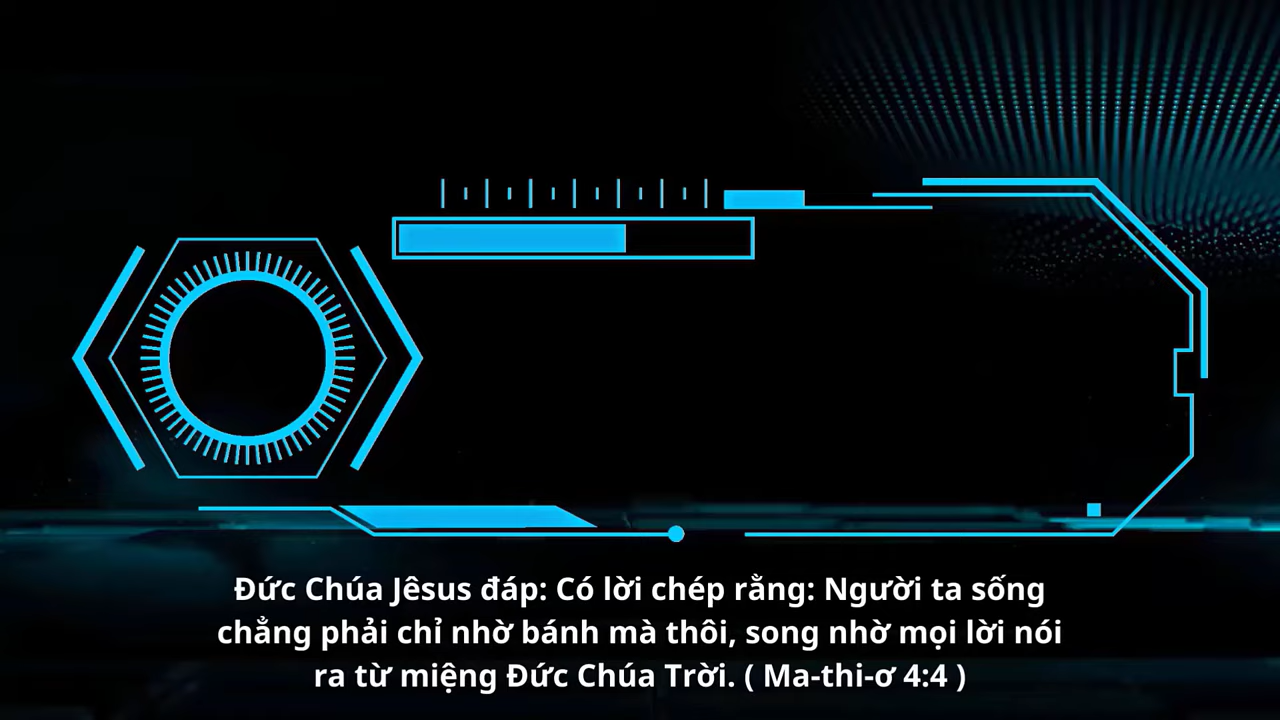 Đức Chúa Jêsus đáp: Có lời chép rằng: Người ta sống
chẳng phải chỉ nhờ bánh mà thôi, song nhờ mọi lời nói
ra từ miệng Đức Chúa Trời. ( Ma-thi-ơ 4:4 )